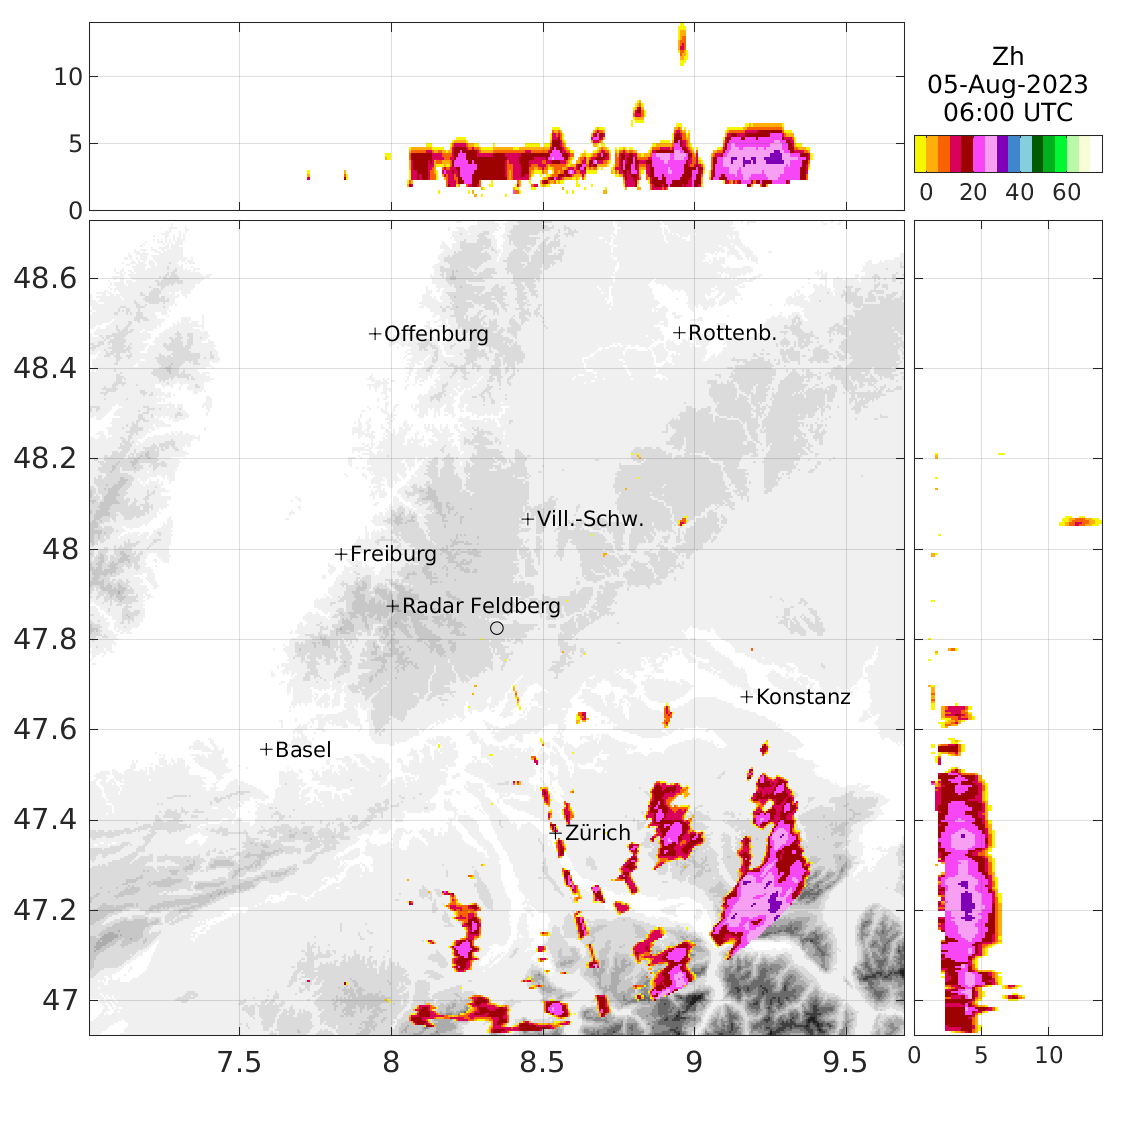 10
5
0
Zh
05-Aug-2023
06:00 UTC
0 20 40 60
48.6
48.4
48.2
48
47.8
47.6
47.4
47.2
47
Offenburg
Rottenb.
Vill.-Schw.
Freiburg
Radar Feldberg
Konstanz
Basel
Zürich
7.5 8 8.5 9 9.5
0 5 10